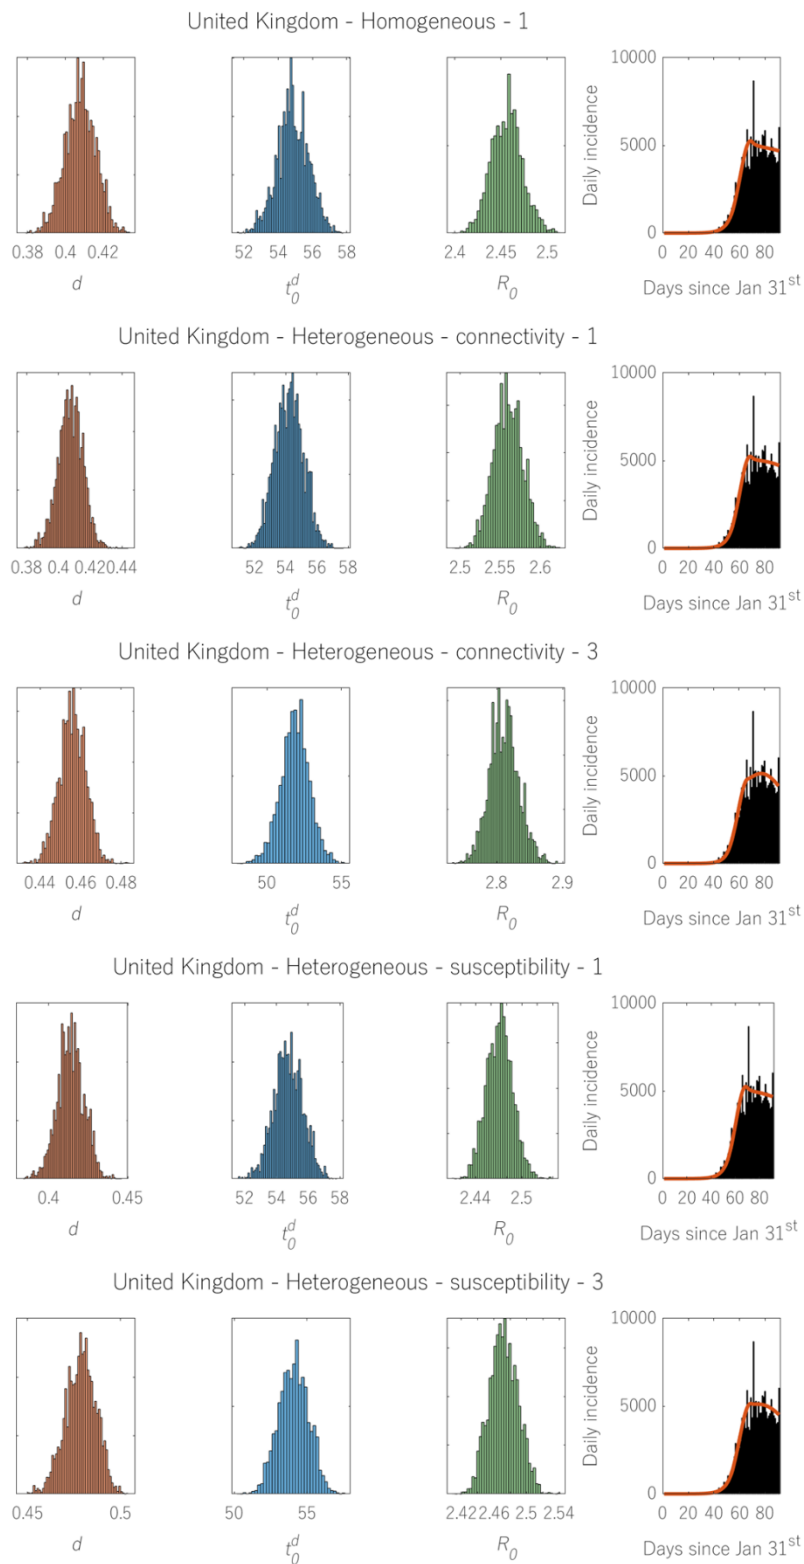 United Kingdom - Homogeneous - 1
10000
5000
0
Daily incidence
0.38 0.4 0.42
52 54 56 58
2.4 2.45 2.5
0 20 40 60 80
d
t₀ᵈ
R₀
Days since Jan 31ˢᵗ
United Kingdom - Heterogeneous - connectivity - 1
10000
5000
0
Daily incidence
0.38 0.4 0.42 0.44
52 54 56 58
2.5 2.55 2.6
0 20 40 60 80
d
t₀ᵈ
R₀
Days since Jan 31ˢᵗ
United Kingdom - Heterogeneous - connectivity - 3
10000
5000
0
Daily incidence
0.44 0.46 0.48
50 55
2.8 2.9
0 20 40 60 80
d
t₀ᵈ
R₀
Days since Jan 31ˢᵗ
United Kingdom - Heterogeneous - susceptibility - 1
10000
5000
0
Daily incidence
0.4 0.45
52 54 56 58
2.44 2.5
0 20 40 60 80
d
t₀ᵈ
R₀
Days since Jan 31ˢᵗ
United Kingdom - Heterogeneous - susceptibility - 3
10000
5000
0
Daily incidence
0.45 0.5
50 55
2.42 2.46 2.5 2.54
0 20 40 60 80
d
t₀ᵈ
R₀
Days since Jan 31ˢᵗ